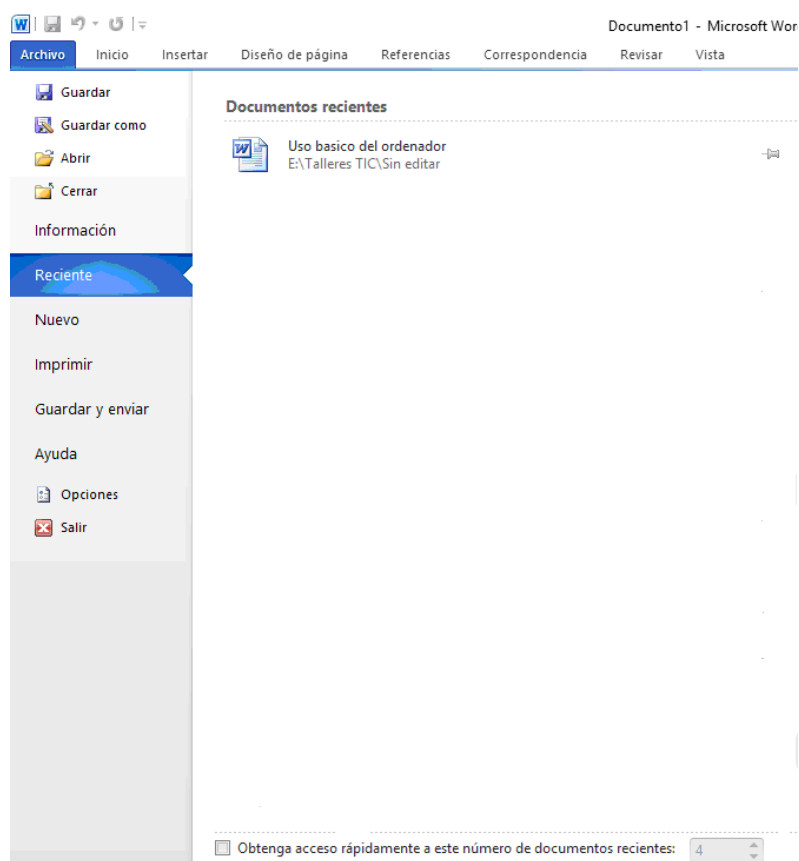 Documento1 - Microsoft Wor
Archivo Inicio Insertar Diseño de página Referencias Correspondencia Revisar Vista
Guardar
Guardar como
Abrir
Cerrar
Información
Reciente
Nuevo
Imprimir
Guardar y enviar
Ayuda
Opciones
Salir
Documentos recientes
Uso basico del ordenador
E:\Talleres TIC\Sin editar
Obtenga acceso rápidamente a este número de documentos recientes: 4